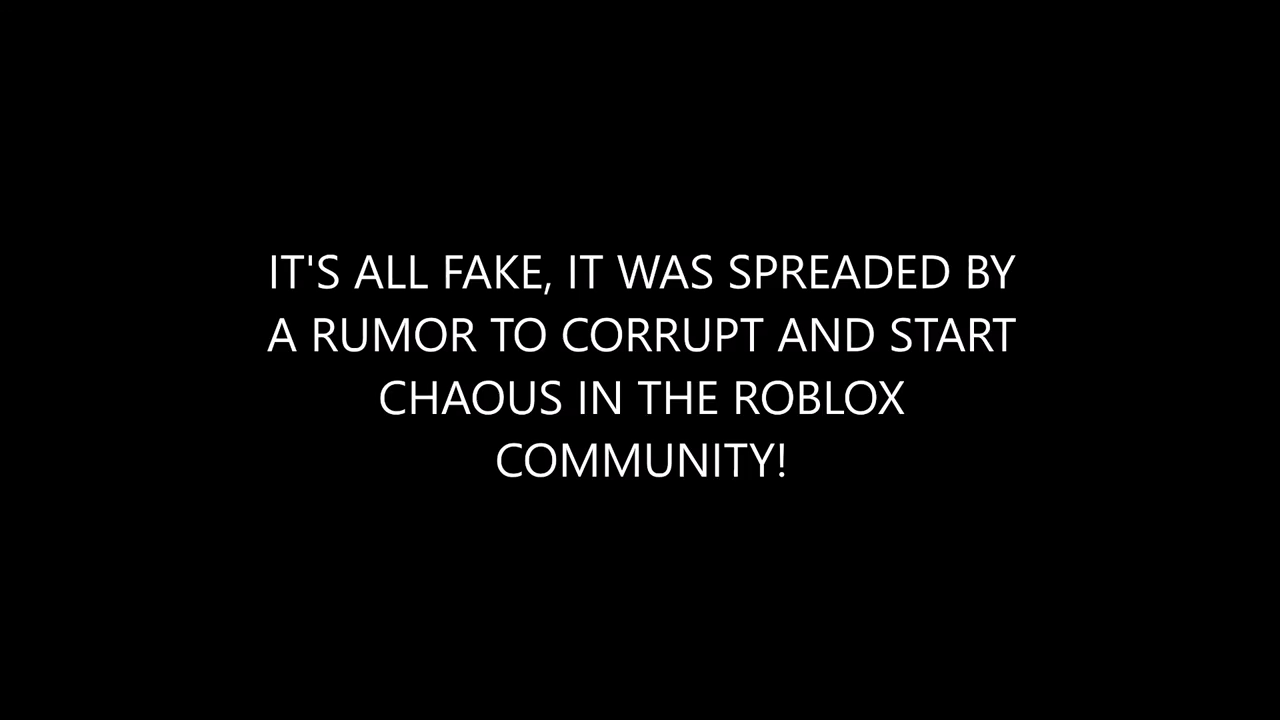 IT'S ALL FAKE, IT WAS SPREADED BY
A RUMOR TO CORRUPT AND START
CHAOUS IN THE ROBLOX
COMMUNITY!